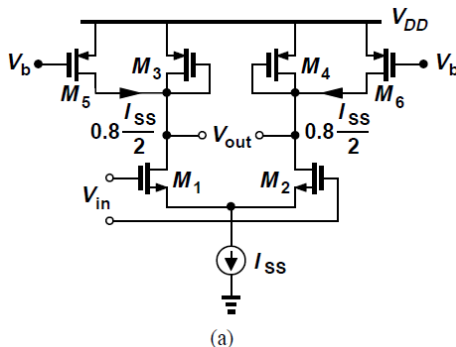 V_DD
V_b
M_3
M_4
V_b
M_5
M_6
0.8 I_SS/2
V_out
0.8 I_SS/2
V_in
M_1
M_2
I_SS
(a)